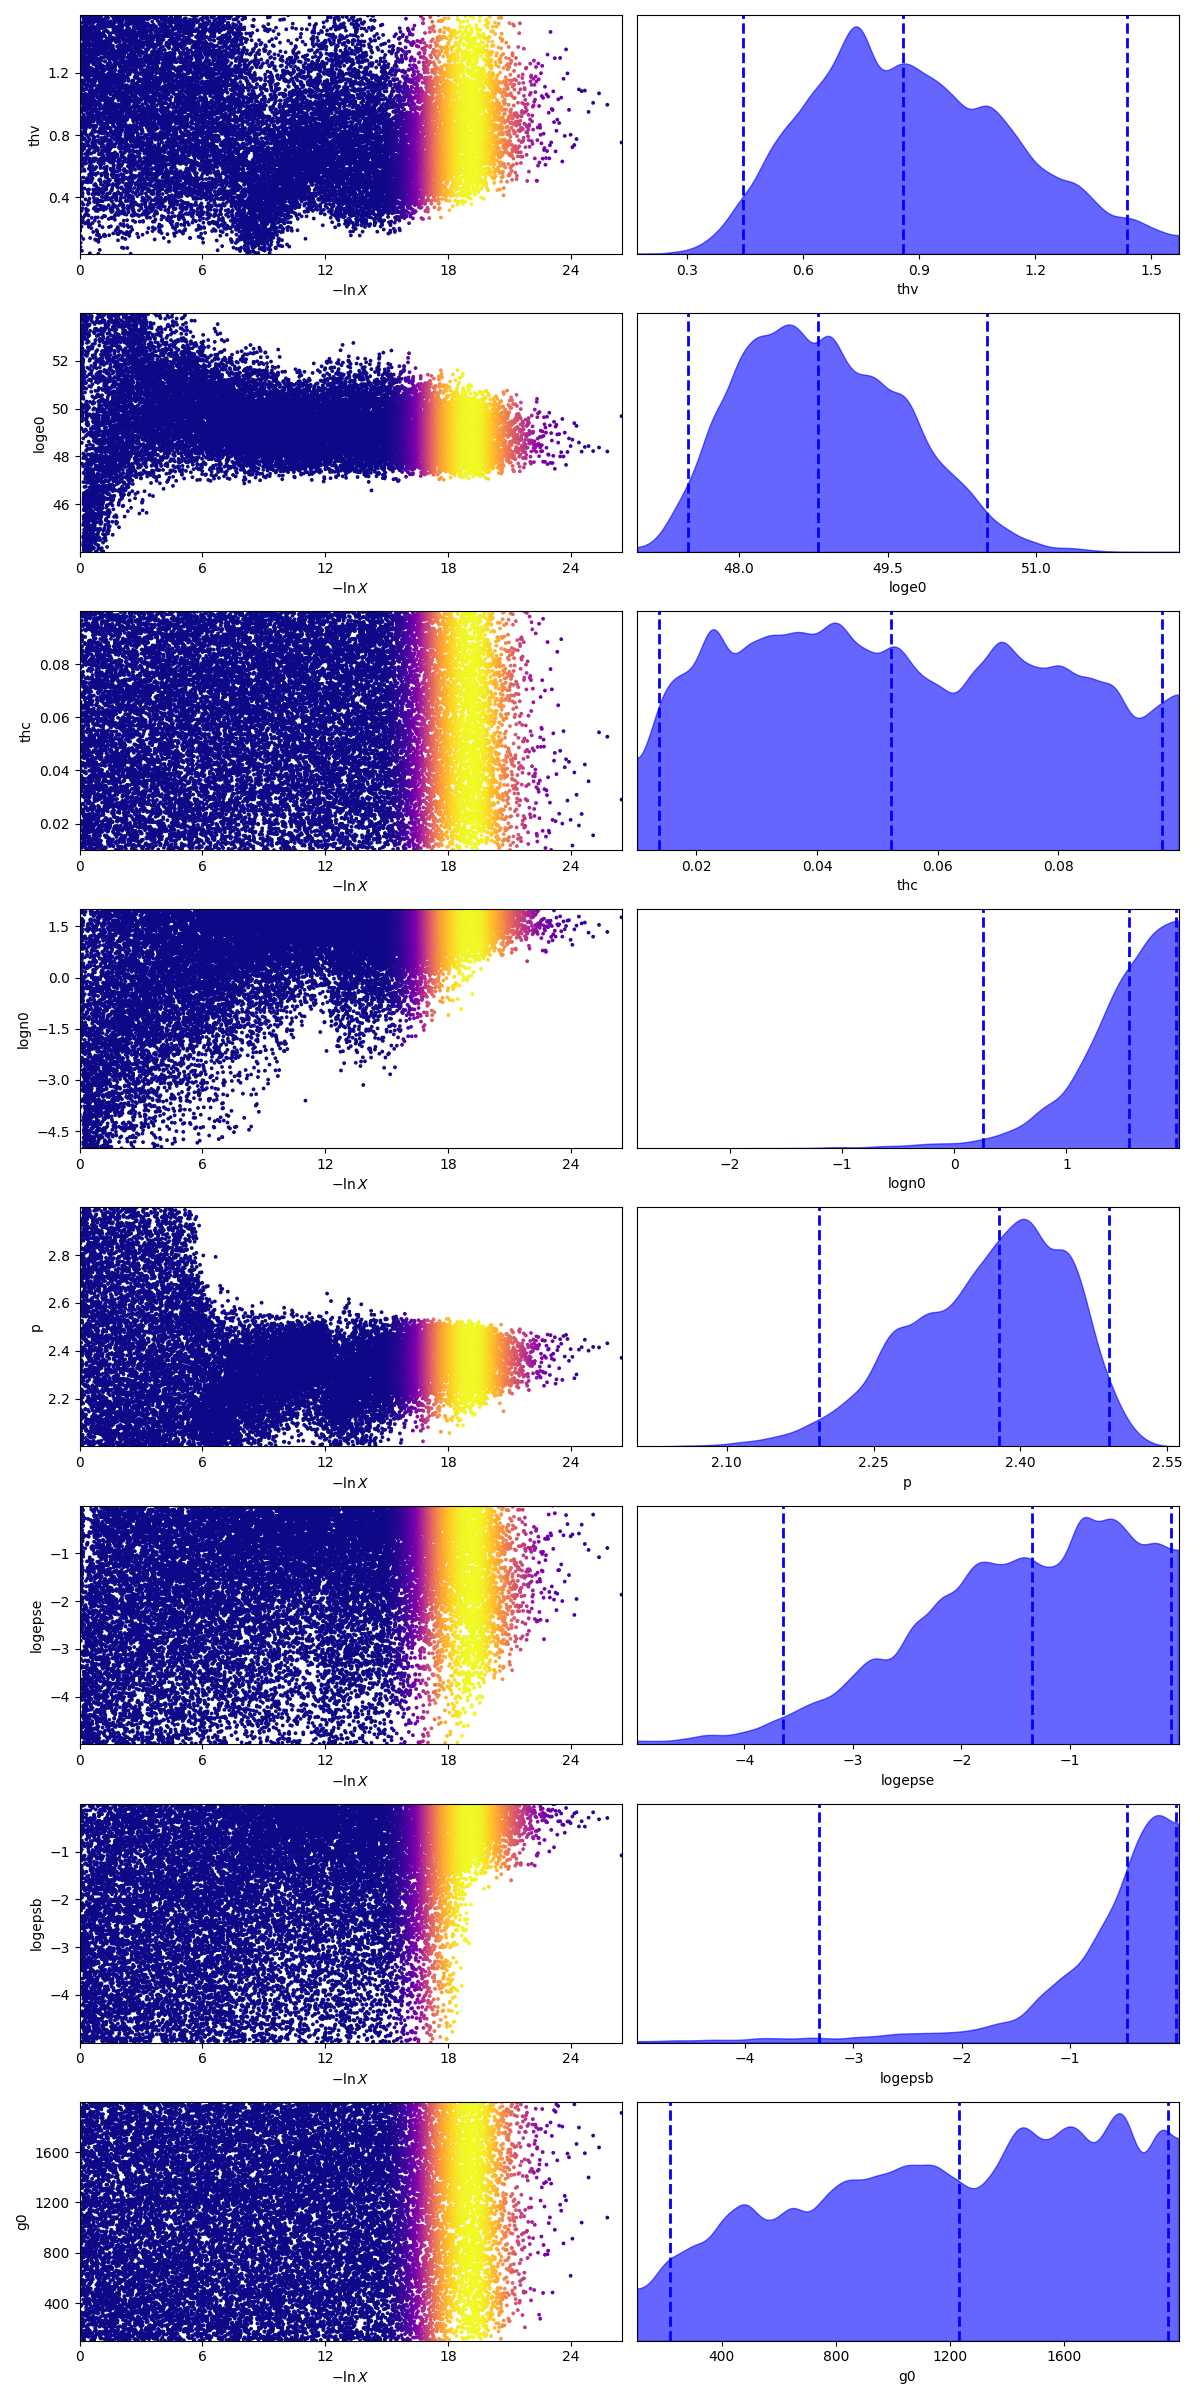 thv
1.2
0.8
0.4
0 6 12 18 24
−ln X
0.3 0.6 0.9 1.2 1.5
thv
loge0
52
50
48
46
0 6 12 18 24
−ln X
48.0 49.5 51.0
loge0
thc
0.08
0.06
0.04
0.02
0 6 12 18 24
−ln X
0.02 0.04 0.06 0.08
thc
logn0
1.5
0.0
−1.5
−3.0
−4.5
0 6 12 18 24
−ln X
−2 −1 0 1
logn0
p
2.8
2.6
2.4
2.2
0 6 12 18 24
−ln X
2.10 2.25 2.40 2.55
p
logepse
−1
−2
−3
−4
0 6 12 18 24
−ln X
−4 −3 −2 −1
logepse
logepsb
−1
−2
−3
−4
0 6 12 18 24
−ln X
−4 −3 −2 −1
logepsb
g0
1600
1200
800
400
0 6 12 18 24
−ln X
400 800 1200 1600
g0